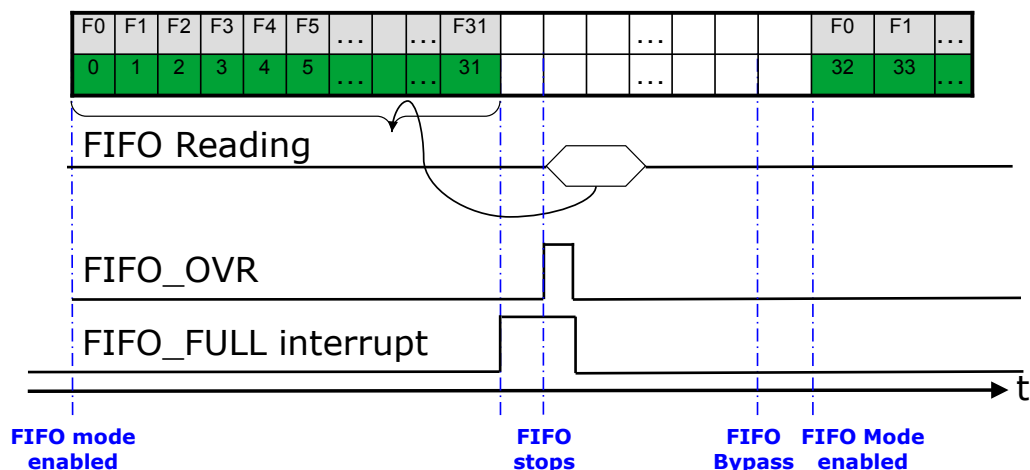 F0 F1 F2 F3 F4 F5 ... ... F31 ... F0 F1 ...
0 1 2 3 4 5 ... ... 31 ... 32 33 ...
FIFO Reading
FIFO_OVR
FIFO_FULL interrupt
t
FIFO mode
enabled
FIFO
stops
FIFO
Bypass
FIFO Mode
enabled